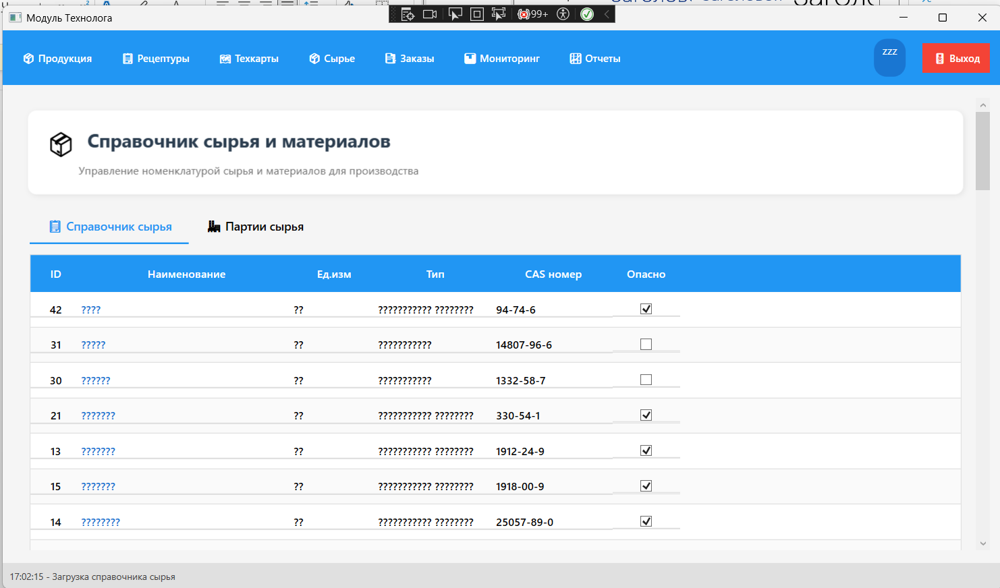 Модуль Технолога
99+
Продукция
Рецептуры
Техкарты
Сырье
Заказы
Мониторинг
Отчеты
zzz
Выход
Справочник сырья и материалов
Управление номенклатурой сырья и материалов для производства
Справочник сырья
Партии сырья
ID Наименование Ед.изм Тип CAS номер Опасно
42 ???? ?? ??????????? ???????? 94-74-6
31 ????? ?? ??????????? 14807-96-6
30 ?????? ?? ??????????? 1332-58-7
21 ??????? ?? ??????????? ???????? 330-54-1
13 ??????? ?? ??????????? ???????? 1912-24-9
15 ??????? ?? ??????????? ???????? 1918-00-9
14 ???????? ?? ??????????? ???????? 25057-89-0
17:02:15 - Загрузка справочника сырья